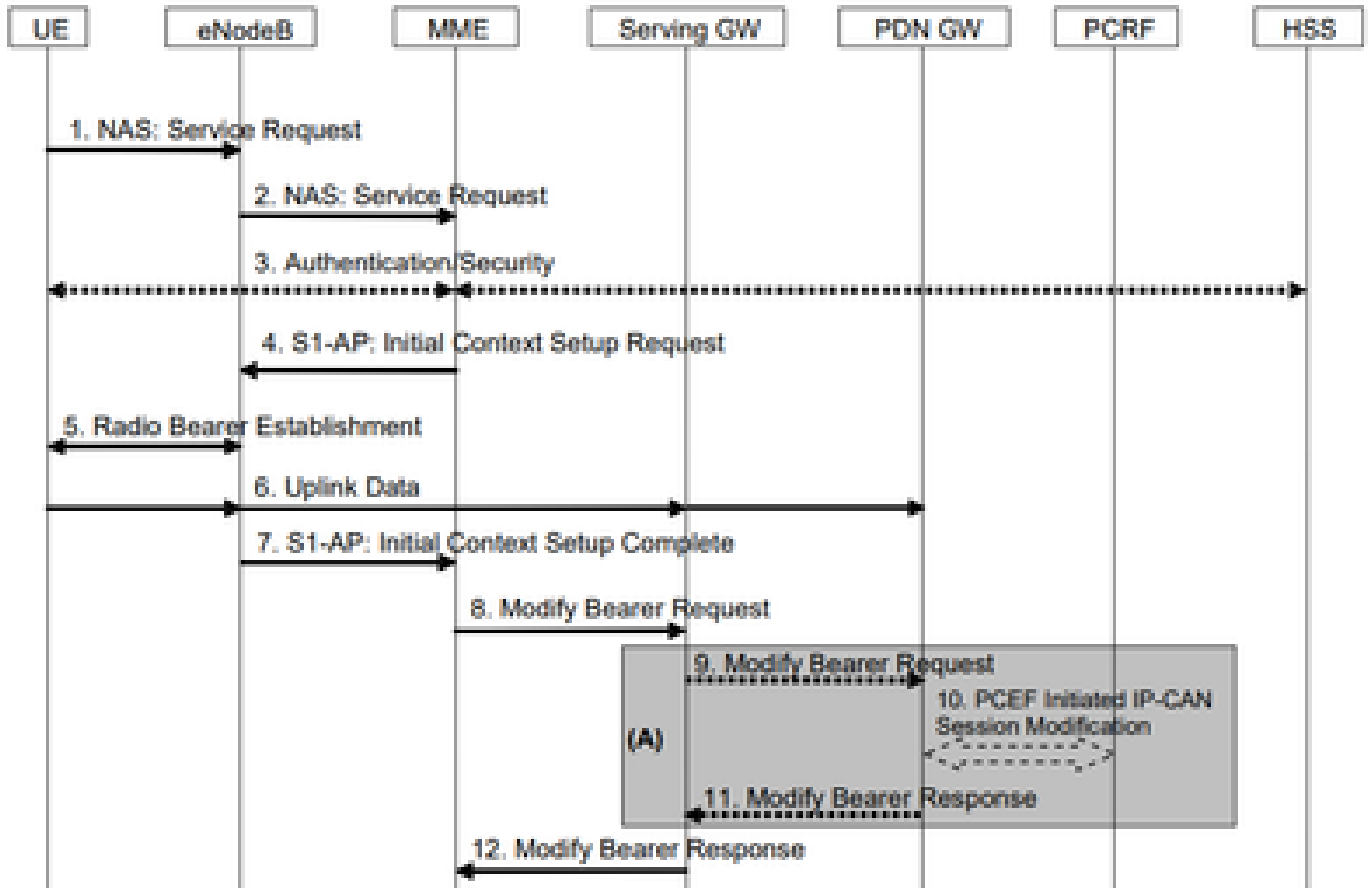 UE eNodeB MME Serving GW PDN GW PCRF HSS
1. NAS: Service Request
2. NAS: Service Request
3. Authentication/Security
4. S1-AP: Initial Context Setup Request
5. Radio Bearer Establishment
6. Uplink Data
7. S1-AP: Initial Context Setup Complete
8. Modify Bearer Request
9. Modify Bearer Request
10. PCEF Initiated IP-CAN
Session Modification
(A)
11. Modify Bearer Response
12. Modify Bearer Response